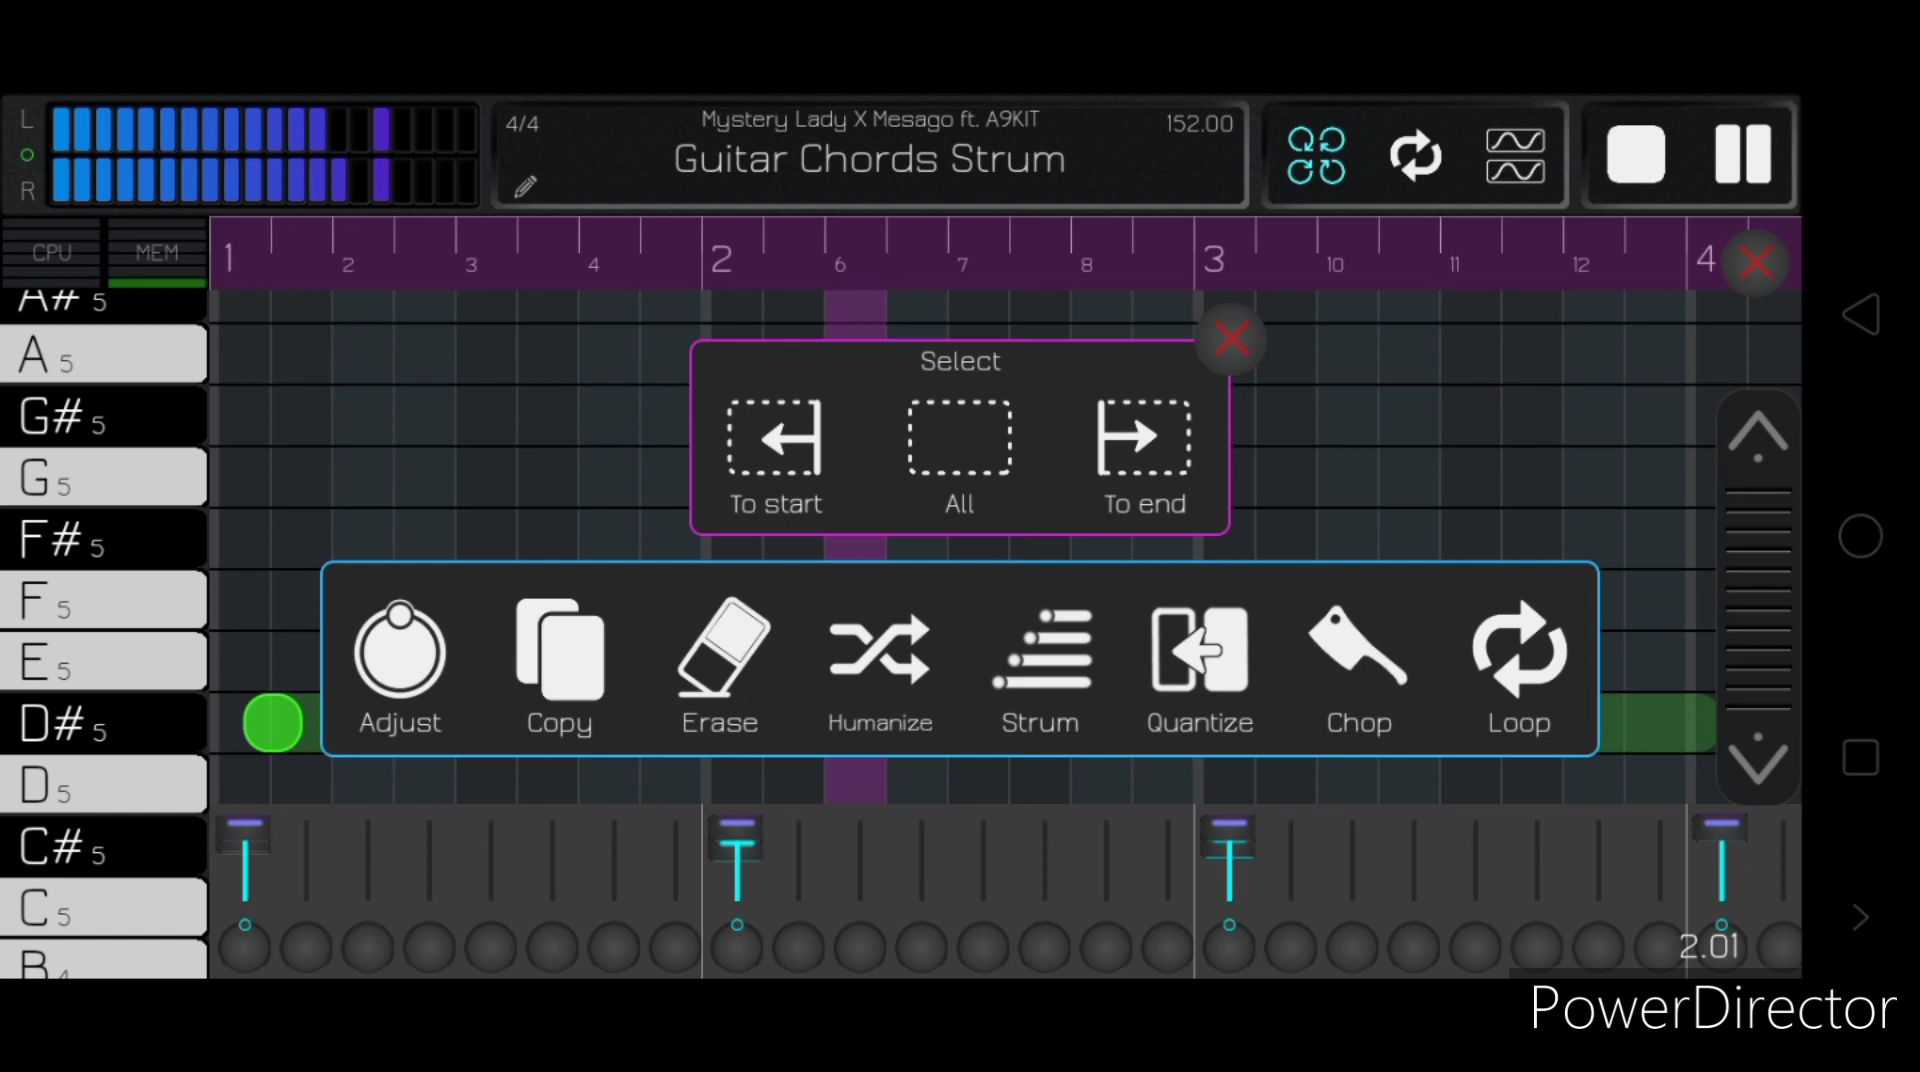 L
R
4/4
Mystery Lady X Mesago ft. A9KIT
152.00
Guitar Chords Strum
CPU
MEM
1
2
3
4
2
6
7
8
3
10
11
12
4
A# 5
A 5
G# 5
G 5
F# 5
F 5
E 5
D# 5
D 5
C# 5
C 5
B 4
Select
To start
All
To end
Adjust
Copy
Erase
Humanize
Strum
Quantize
Chop
Loop
2.01
PowerDirector